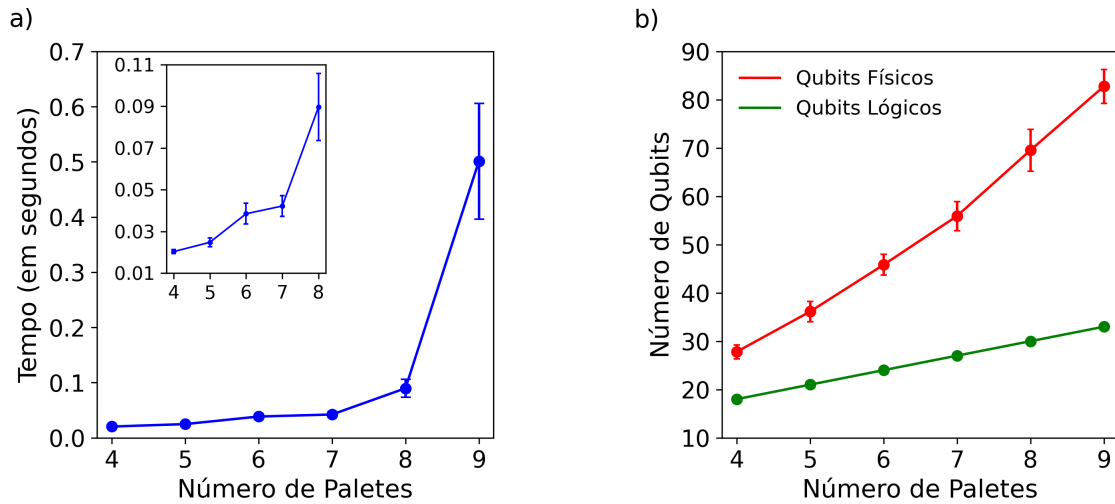 a)
0.7
0.6
0.5
0.4
0.3
0.2
0.1
0.0
Tempo (em segundos)
0.11
0.09
0.07
0.05
0.03
0.01
4 5 6 7 8
4 5 6 7 8 9
Número de Paletes
b)
90
80
70
60
50
40
30
20
10
Número de Qubits
Qubits Físicos
Qubits Lógicos
4 5 6 7 8 9
Número de Paletes